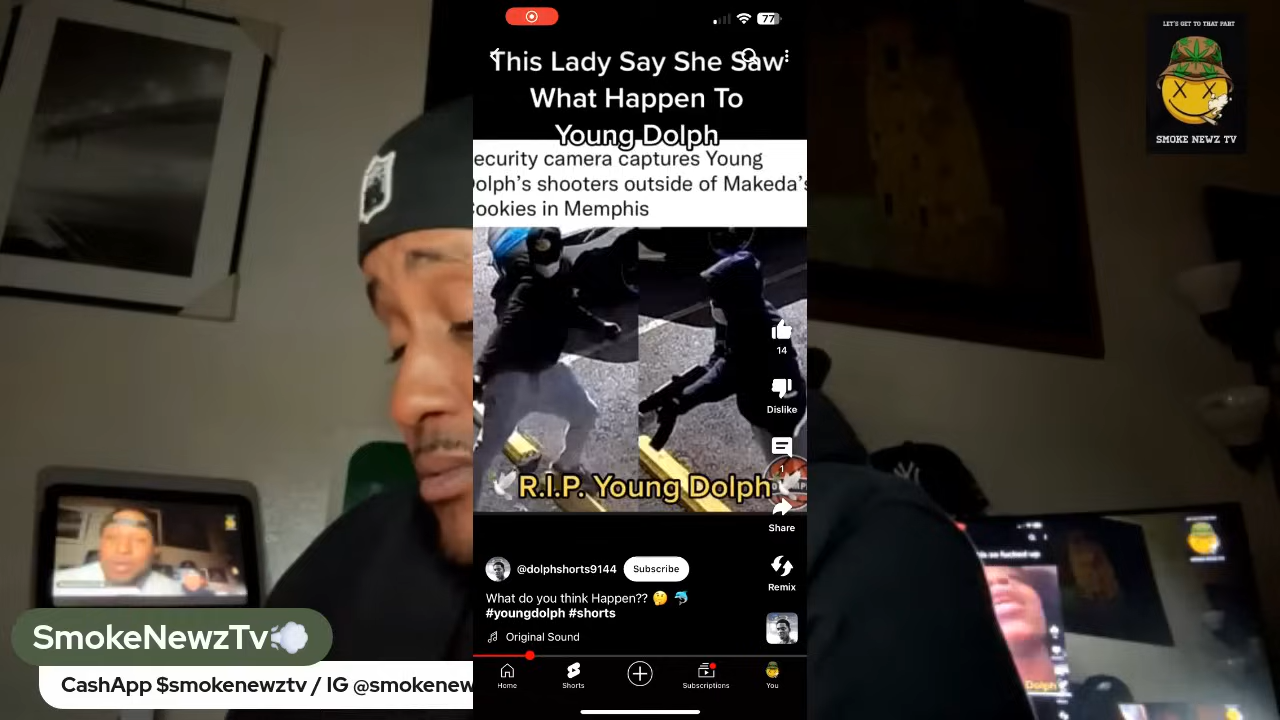 77
This Lady Say She Saw
What Happen To
Young Dolph
ecurity camera captures Young
olph's shooters outside of Makeda's
ookies in Memphis
14
Dislike
1
R.I.P. Young Dolph
Share
@dolphshorts9144
Subscribe
Remix
What do you think Happen?? 🤔 🐬
#youngdolph #shorts
Original Sound
Home
Shorts
Subscriptions
You
LET'S GET TO THAT PART
SMOKE NEWZ TV
SmokeNewzTv💨
CashApp $smokenewztv / IG @smokenew